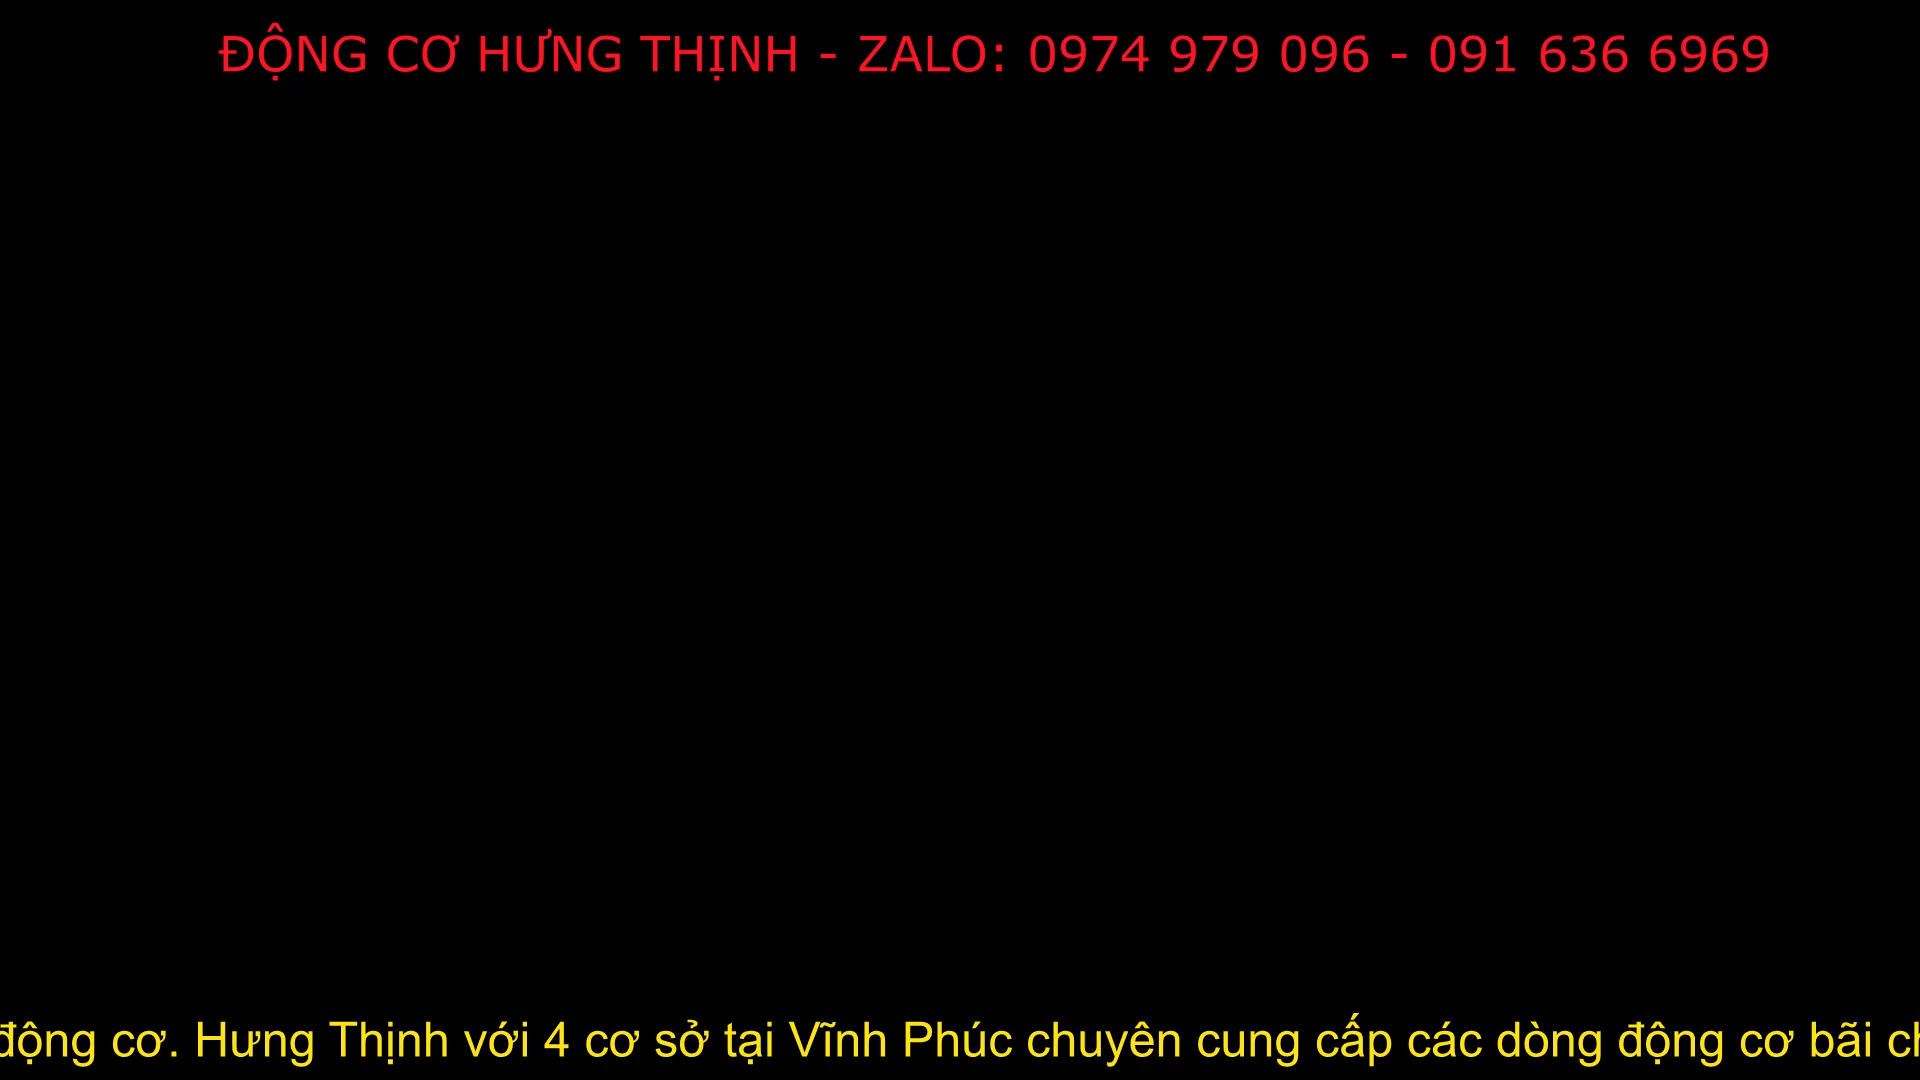 ĐỘNG CƠ HƯNG THỊNH - ZALO: 0974 979 096 - 091 636 6969
động cơ. Hưng Thịnh với 4 cơ sở tại Vĩnh Phúc chuyên cung cấp các dòng động cơ bãi